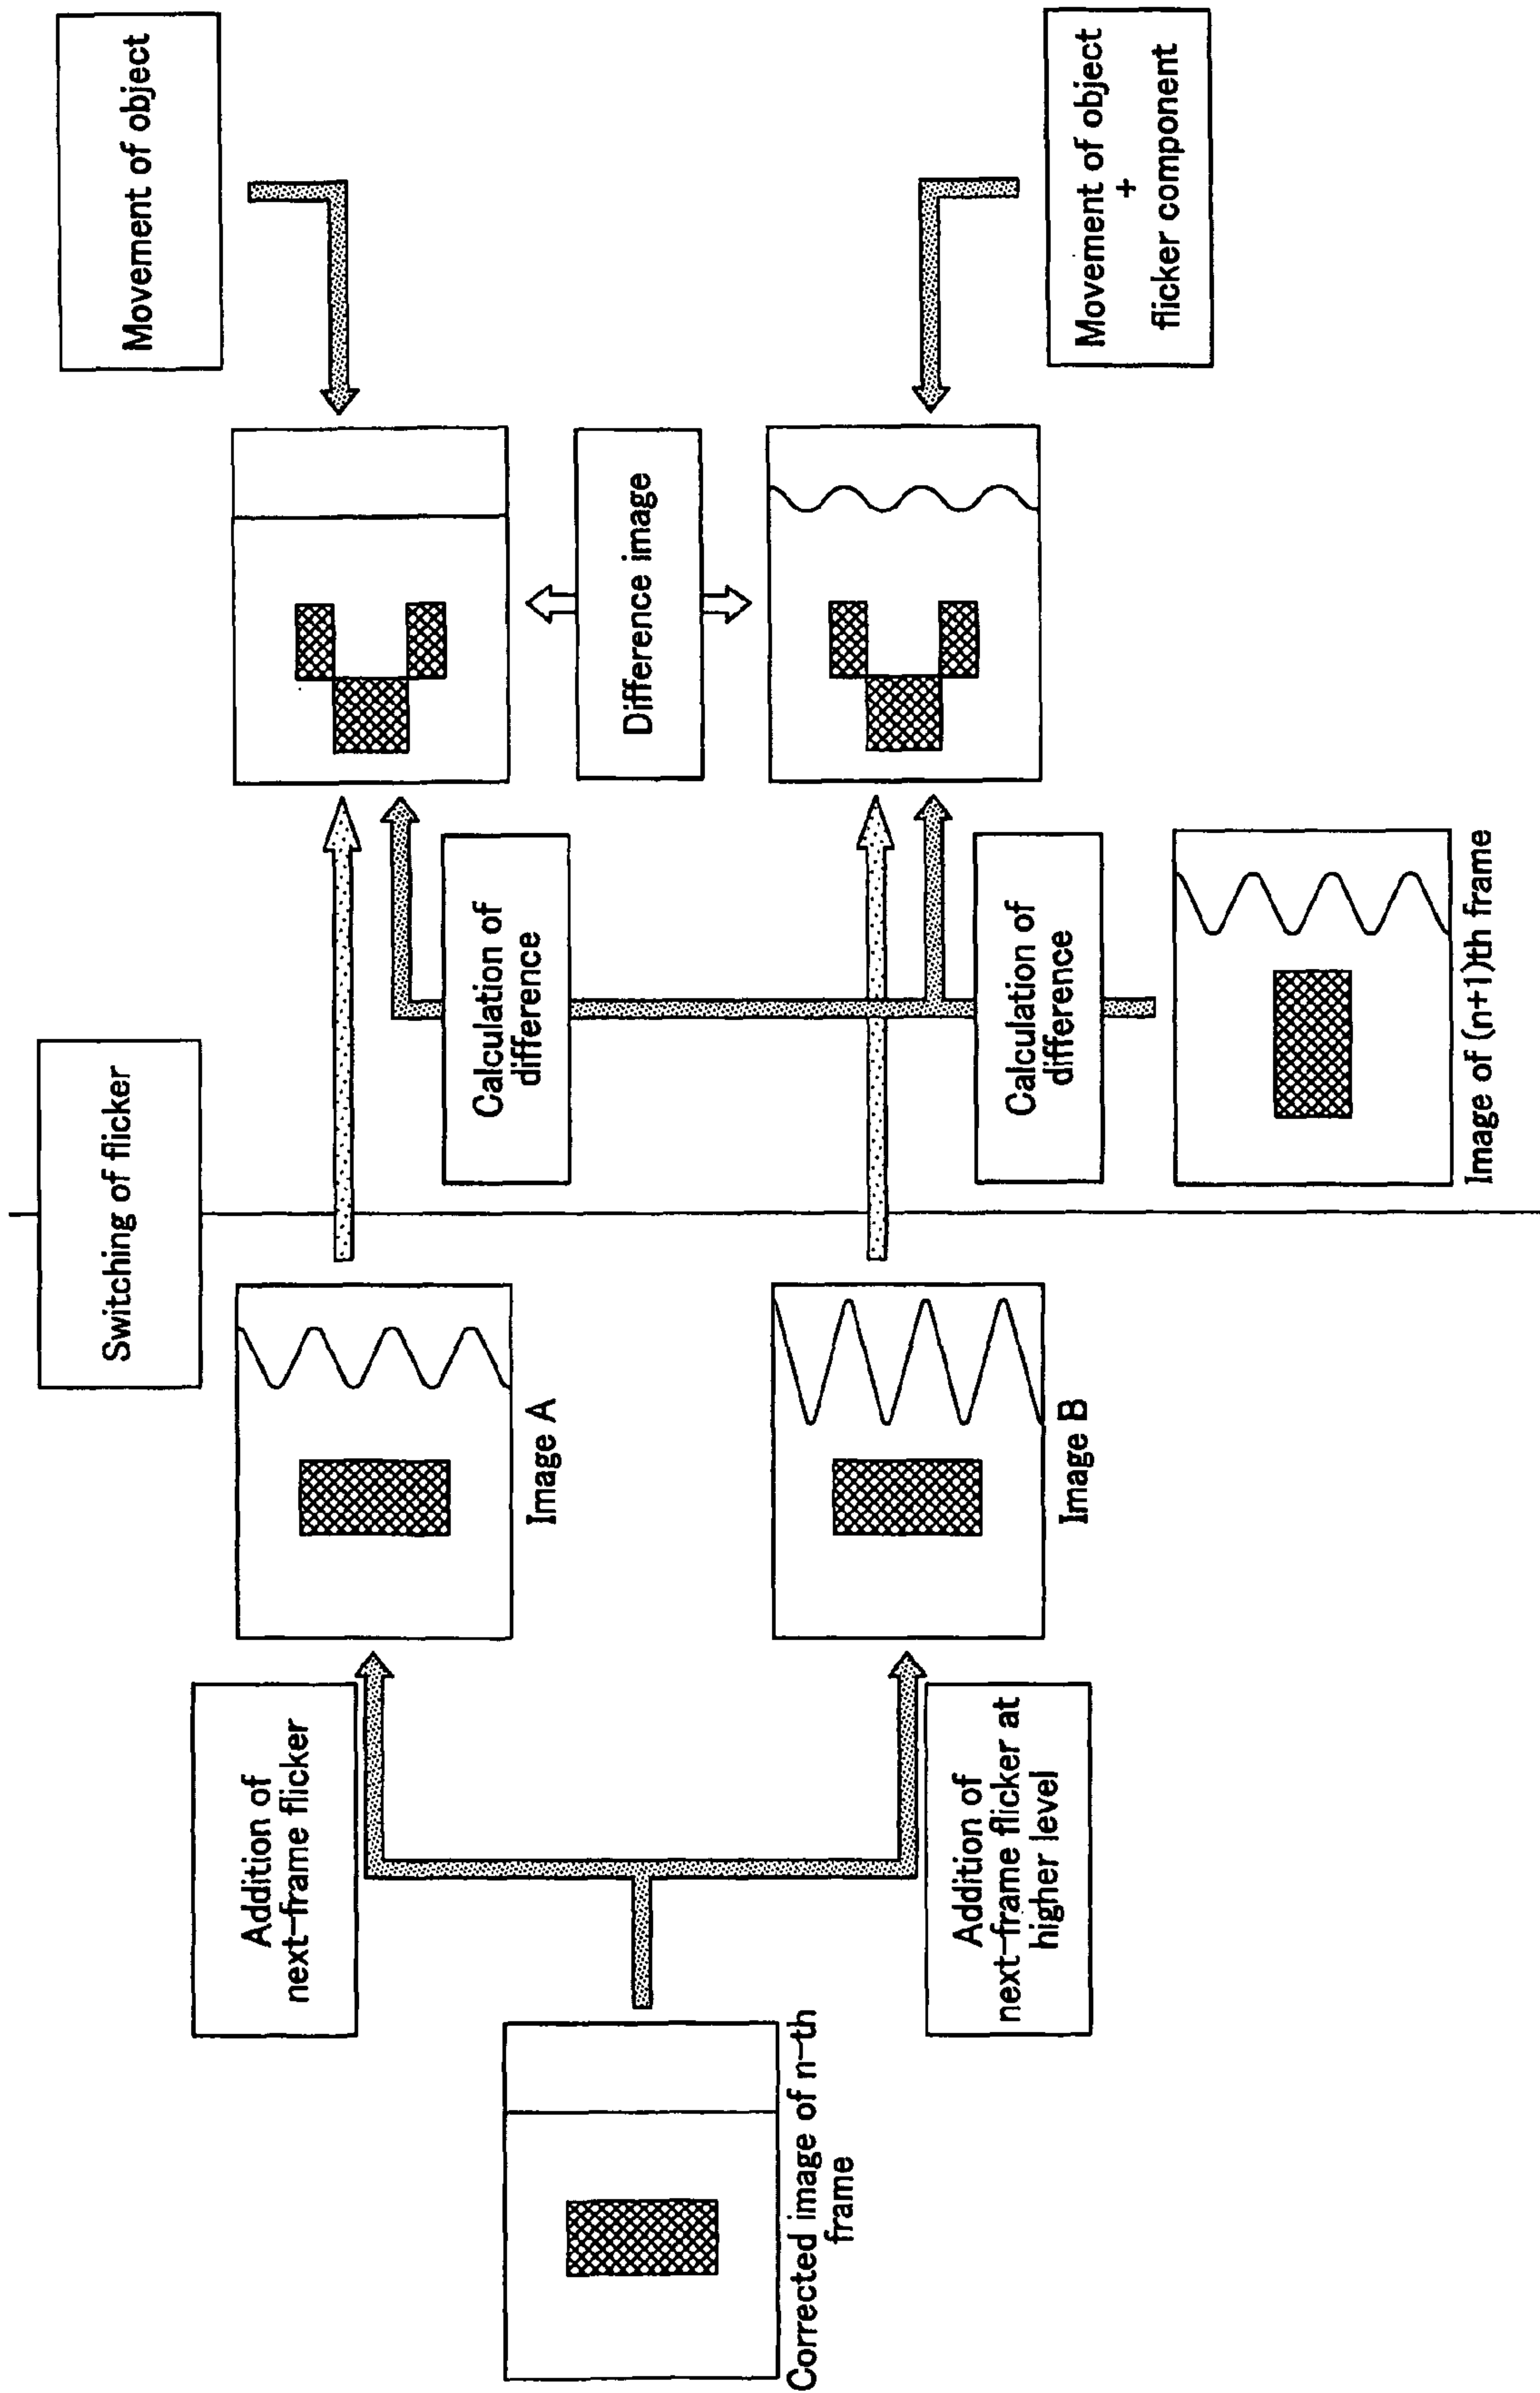 Corrected image of n-th
frame
Addition of
next-frame flicker
Addition of
next-frame flicker at
higher level
Image A
Image B
Switching of flicker
Calculation of
difference
Calculation of
difference
Image of (n+1)th frame
Difference image
Movement of object
Movement of object
+
flicker component